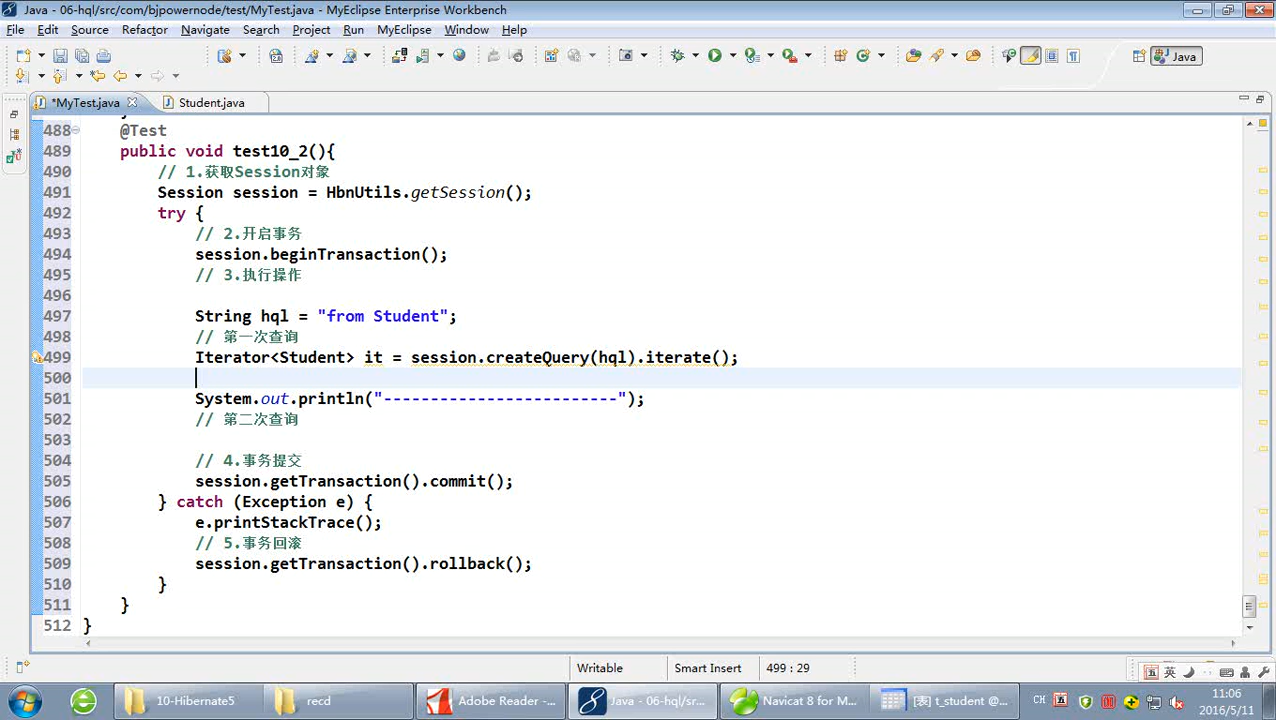 Java - 06-hql/src/com/bjpowernode/test/MyTest.java - MyEclipse Enterprise Workbench
File Edit Source Refactor Navigate Search Project Run MyEclipse Window Help
Java
*MyTest.java Student.java
488 @Test
489 public void test10_2(){
490 // 1.获取Session对象
491 Session session = HbnUtils.getSession();
492 try {
493 // 2.开启事务
494 session.beginTransaction();
495 // 3.执行操作
496
497 String hql = "from Student";
498 // 第一次查询
499 Iterator<Student> it = session.createQuery(hql).iterate();
500
501 System.out.println("-------------------------");
502 // 第二次查询
503
504 // 4.事务提交
505 session.getTransaction().commit();
506 } catch (Exception e) {
507 e.printStackTrace();
508 // 5.事务回滚
509 session.getTransaction().rollback();
510 }
511 }
512 }
Writable Smart Insert 499 : 29
英
10-Hibernate5 recd Adobe Reader -... Java - 06-hql/sr... Navicat 8 for M... [表] t_student @... CH 11:06
2016/5/11